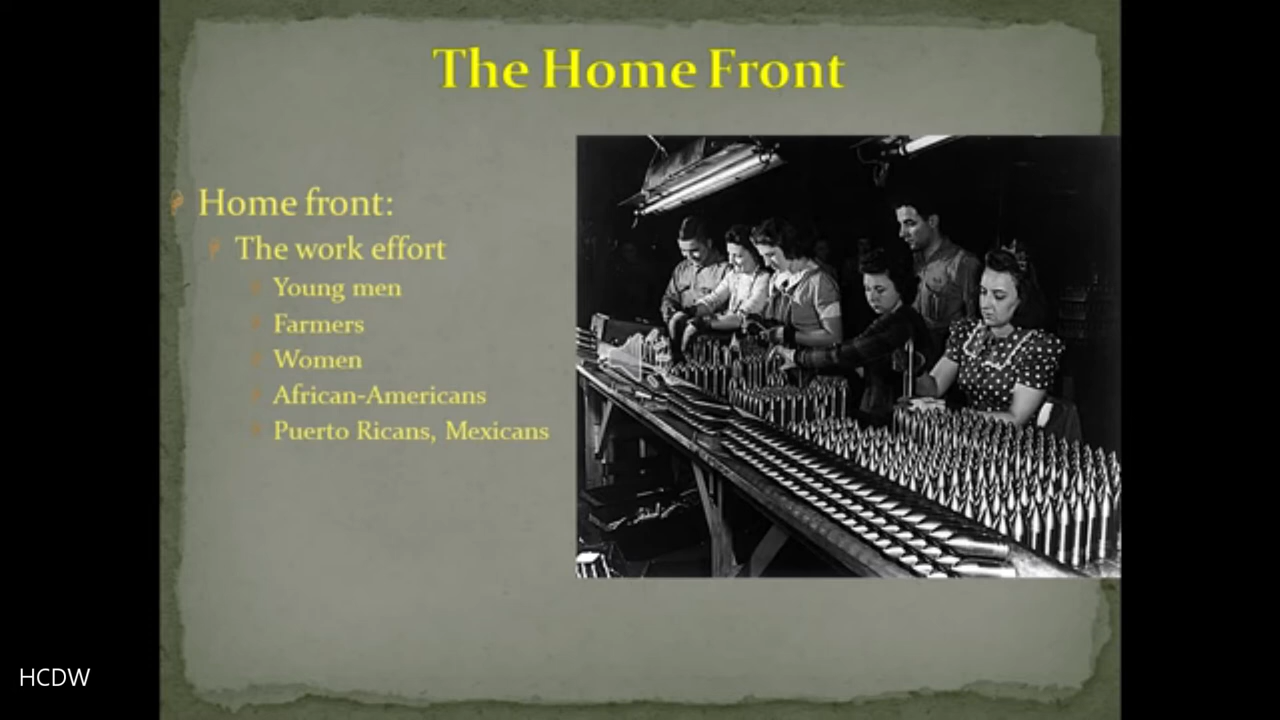 The Home Front
Home front:
The work effort
Young men
Farmers
Women
African-Americans
Puerto Ricans, Mexicans
HCDW